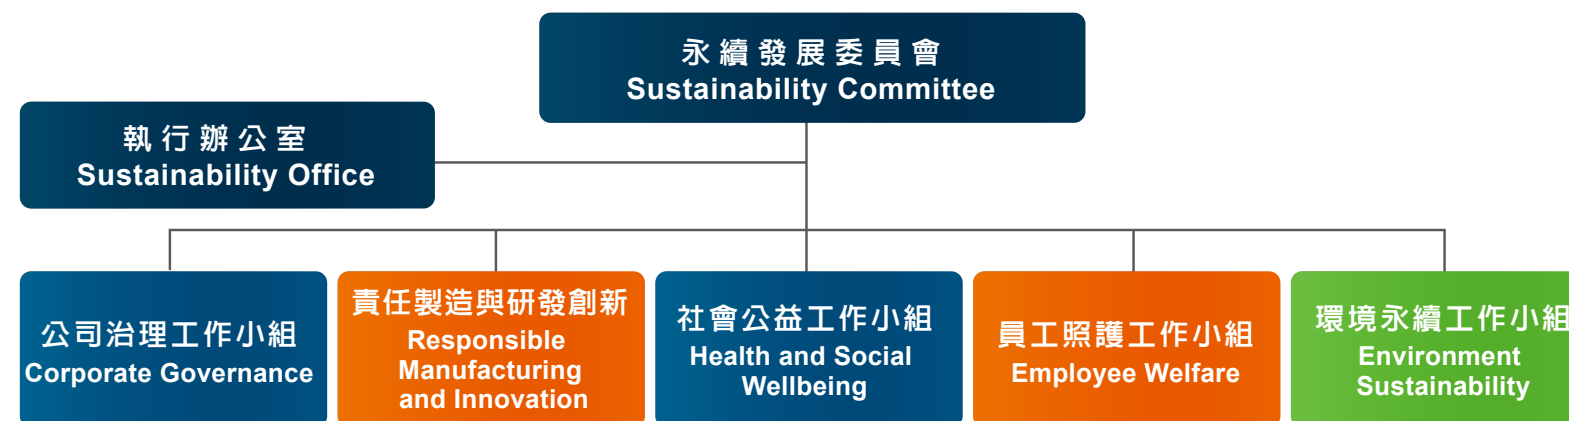 永續發展委員會
Sustainability Committee
執行辦公室
Sustainability Office
公司治理工作小組
Corporate Governance
責任製造與研發創新
Responsible
Manufacturing
and Innovation
社會公益工作小組
Health and Social
Wellbeing
員工照護工作小組
Employee Welfare
環境永續工作小組
Environment
Sustainability